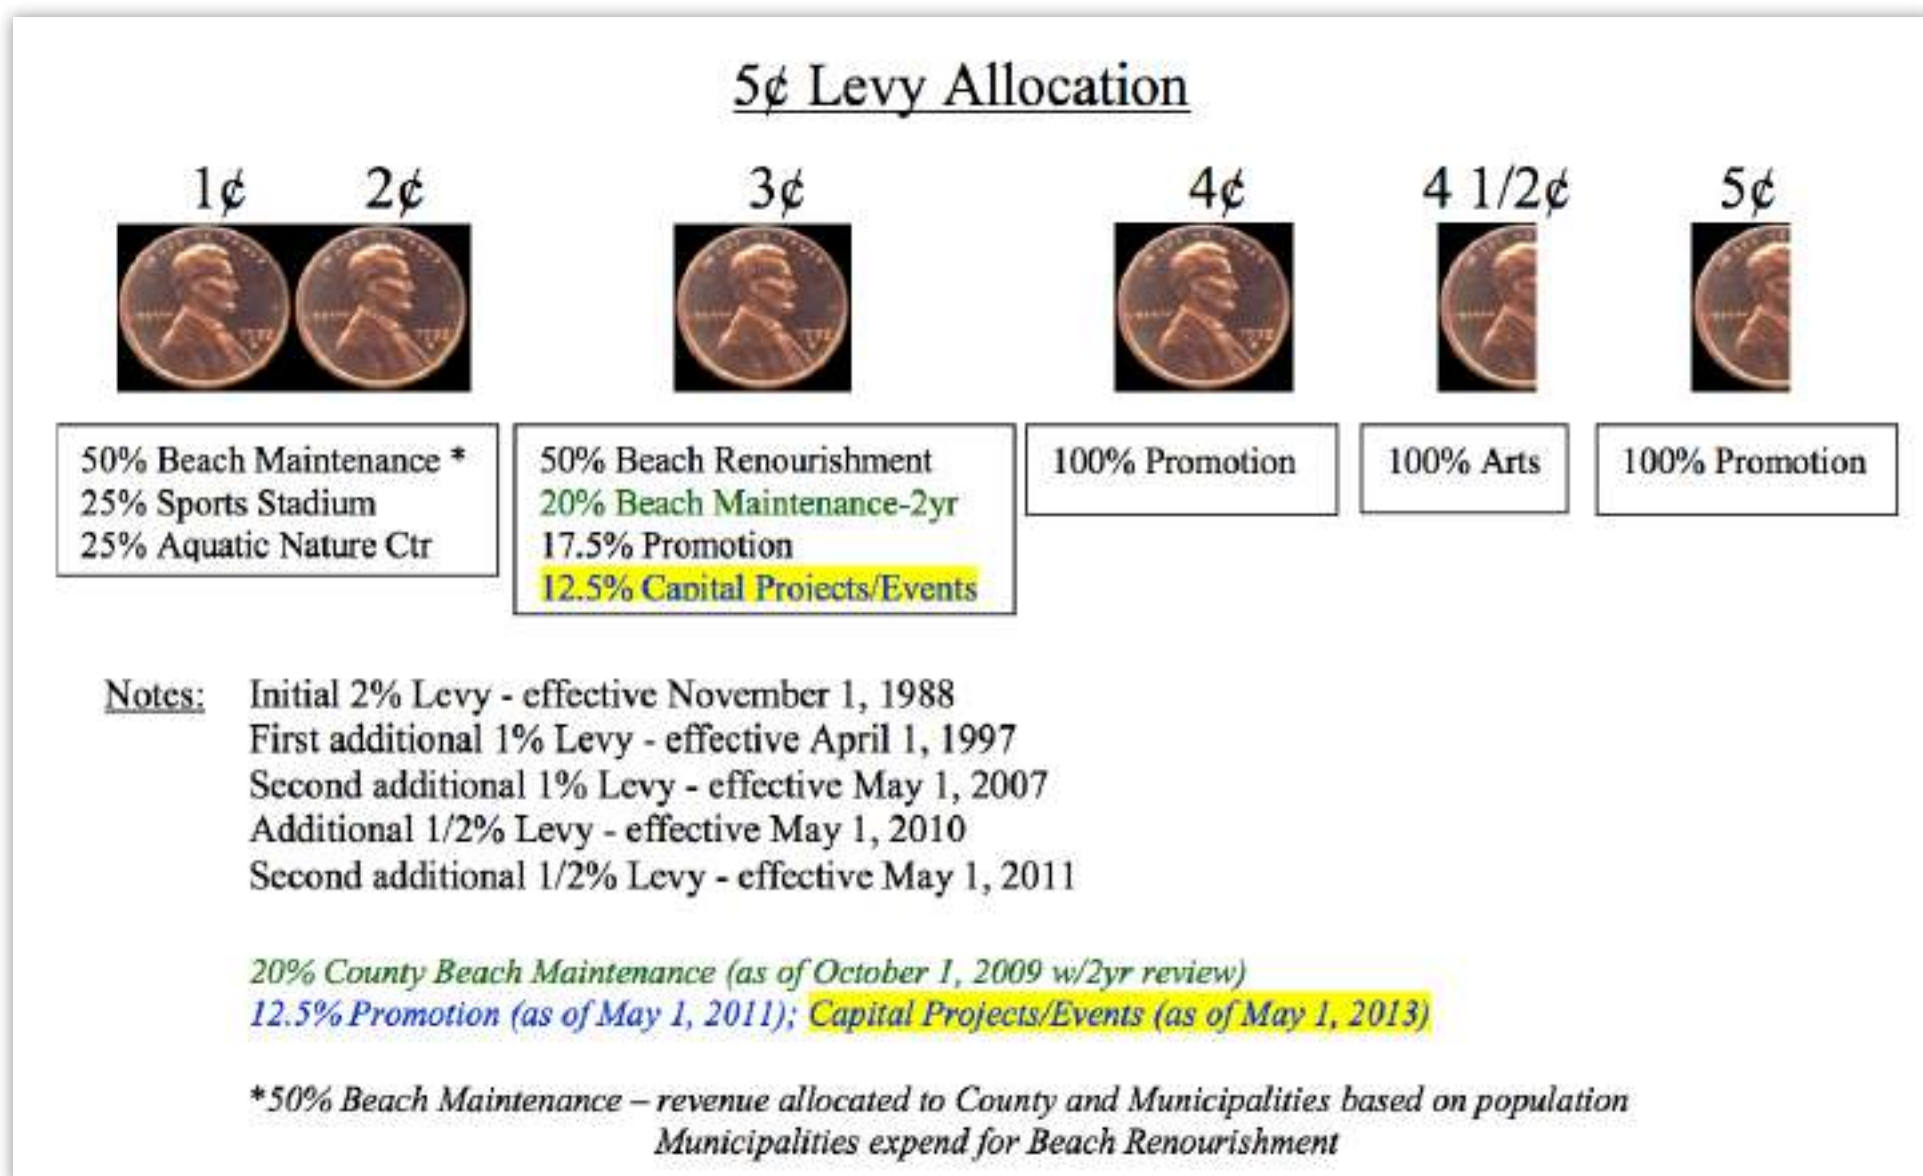 5¢ Levy Allocation
1¢ 2¢ 3¢ 4¢ 4 1/2¢ 5¢
50% Beach Maintenance *
25% Sports Stadium
25% Aquatic Nature Ctr
50% Beach Renourishment
20% Beach Maintenance-2yr
17.5% Promotion
12.5% Capital Projects/Events
100% Promotion
100% Arts
100% Promotion
Notes: Initial 2% Levy - effective November 1, 1988
First additional 1% Levy - effective April 1, 1997
Second additional 1% Levy - effective May 1, 2007
Additional 1/2% Levy - effective May 1, 2010
Second additional 1/2% Levy - effective May 1, 2011
20% County Beach Maintenance (as of October 1, 2009 w/2yr review)
12.5% Promotion (as of May 1, 2011); Capital Projects/Events (as of May 1, 2013)
*50% Beach Maintenance – revenue allocated to County and Municipalities based on population
Municipalities expend for Beach Renourishment